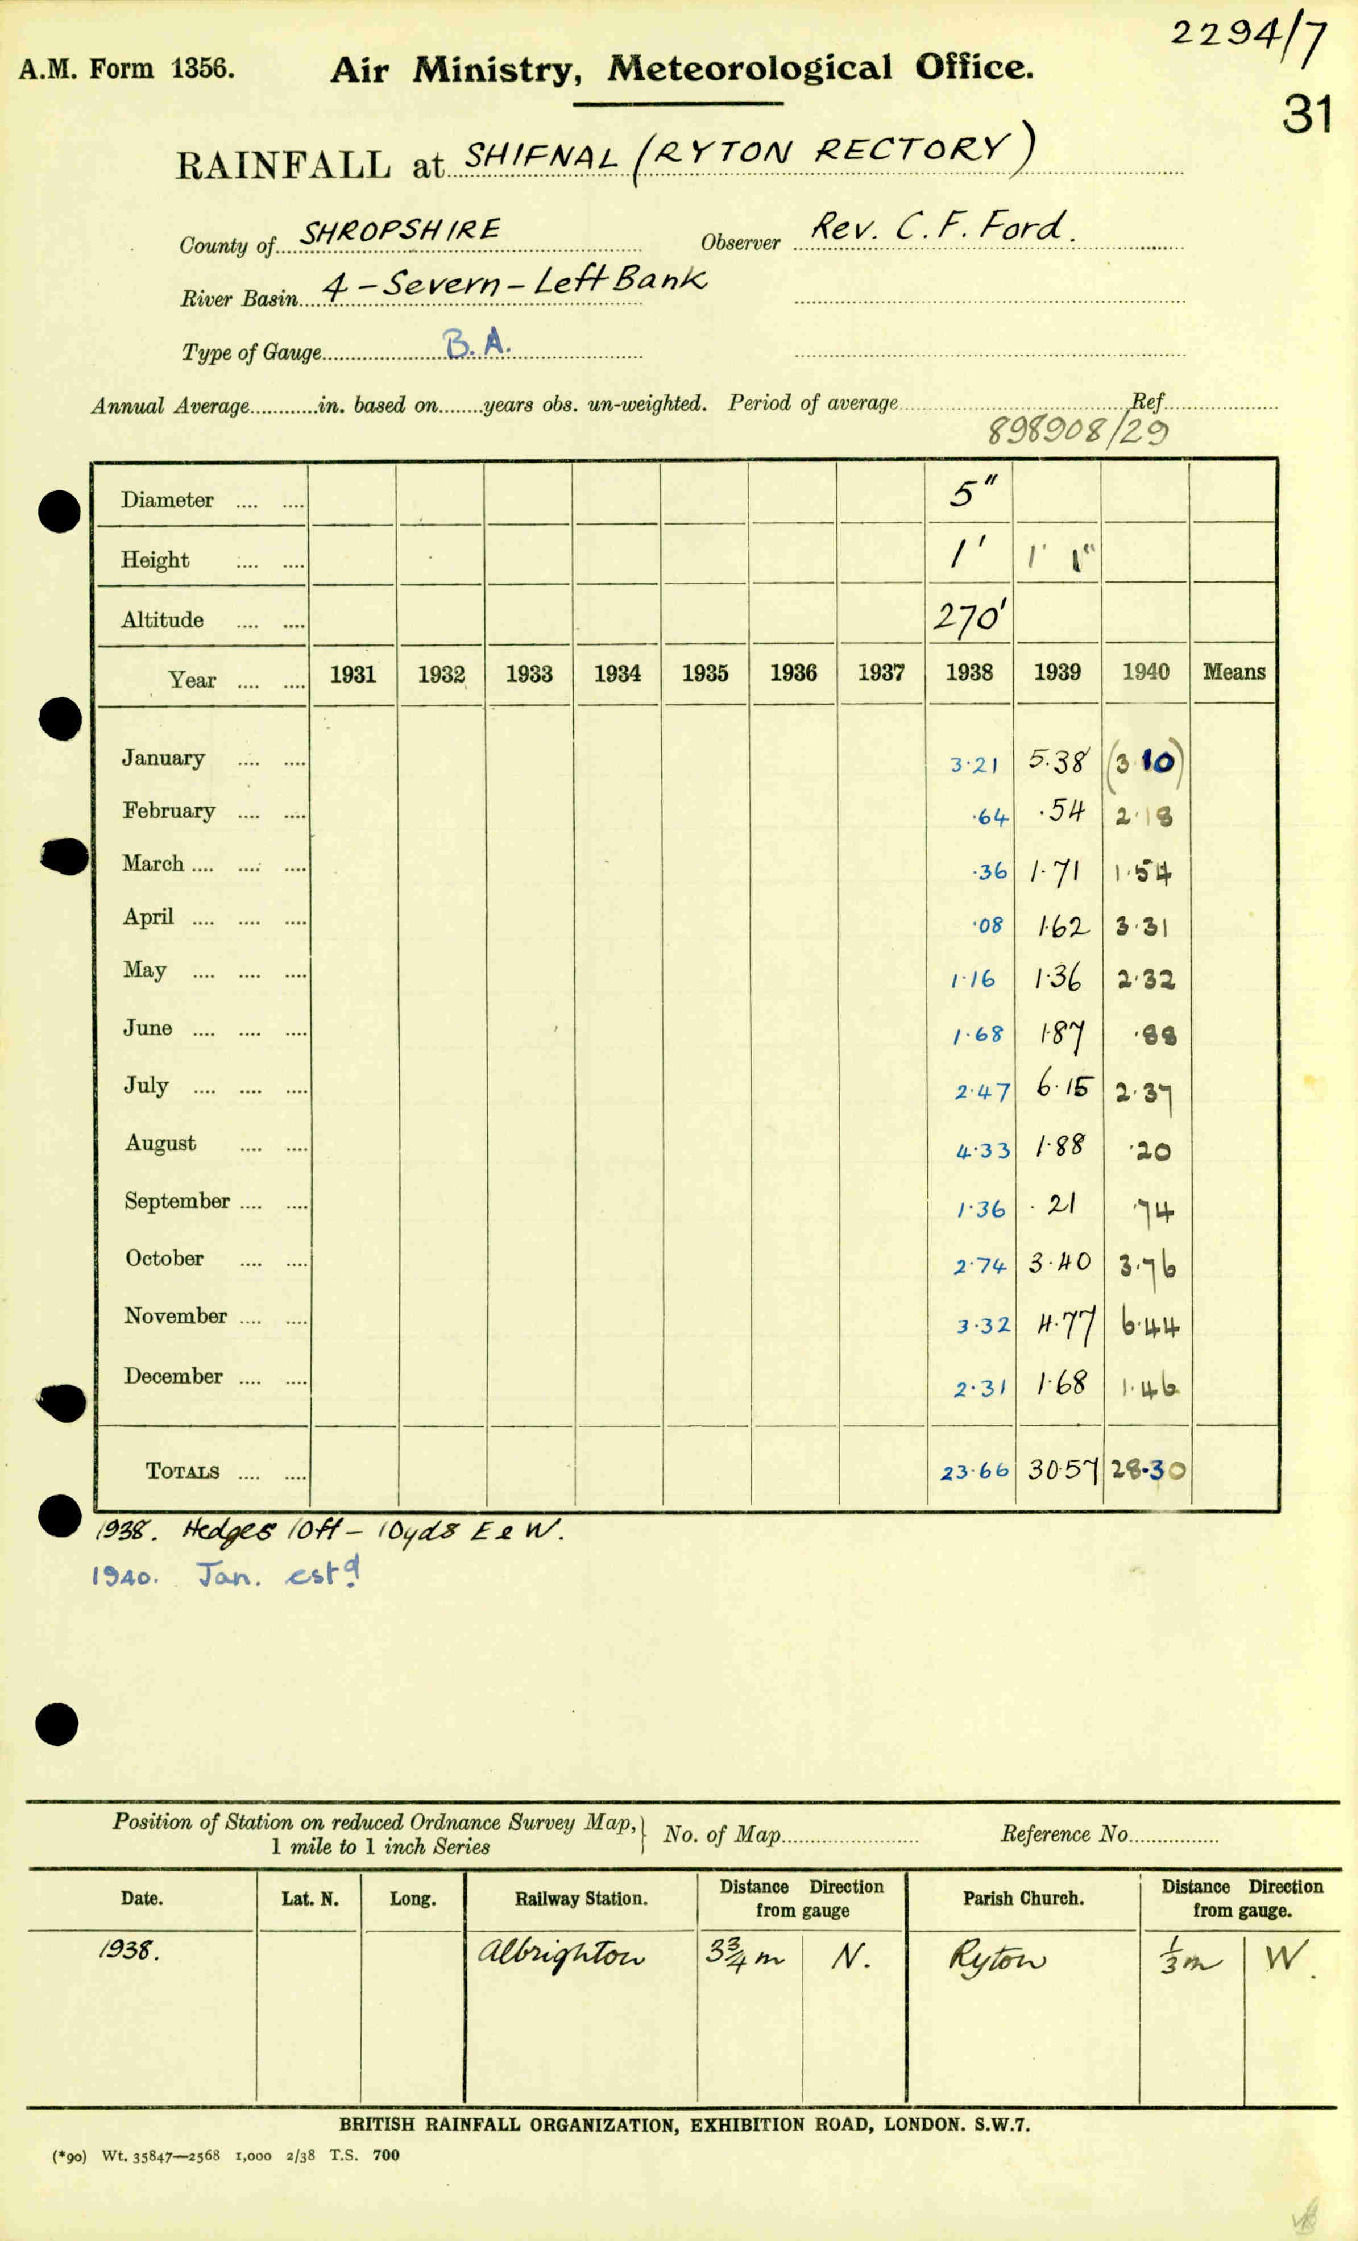 2294/7
A.M. Form 1356. Air Ministry, Meteorological Office.
31
RAINFALL at SHIFNAL (RYTON RECTORY)
County of SHROPSHIRE Observer Rev. C. F. Ford.
River Basin 4 - Severn - Left Bank
Type of Gauge B. A.
Annual Average............in. based on........years obs. un-weighted. Period of average Ref.
898908/29
Diameter .... .... 5"
Height .... .... 1' 1' 1"
Altitude .... .... 270'
Year .... .... 1931 1932 1933 1934 1935 1936 1937 1938 1939 1940 Means
January .... .... 3.21 5.38 (3.10)
February .... .... .64 .54 2.18
March .... .... .... .36 1.71 1.54
April .... .... .... .08 1.62 3.31
May .... .... .... 1.16 1.36 2.32
June .... .... .... 1.68 1.87 .88
July .... .... .... 2.47 6.15 2.37
August .... .... 4.33 1.88 .20
September .... .... 1.36 .21 .74
October .... .... 2.74 3.40 3.76
November .... .... 3.32 4.77 6.44
December .... .... 2.31 1.68 1.46
TOTALS .... .... 23.66 30.57 28.30
1938. Hedges 10ft - 10yds E & W.
1940. Jan. estd.
Position of Station on reduced Ordnance Survey Map, } No. of Map Reference No.
1 mile to 1 inch Series
Date. Lat. N. Long. Railway Station. Distance Direction from gauge Parish Church. Distance Direction from gauge.
1938. Albrighton 3¾ m N. Ryton ⅓ m W.
BRITISH RAINFALL ORGANIZATION, EXHIBITION ROAD, LONDON. S.W.7.
(*90) Wt. 35847—2568 1,000 2/38 T.S. 700